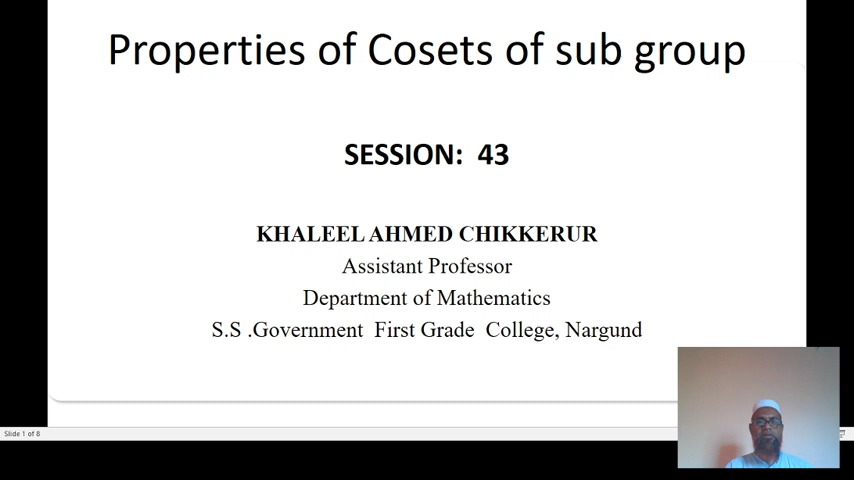 Properties of Cosets of sub group
SESSION: 43
KHALEEL AHMED CHIKKERUR
Assistant Professor
Department of Mathematics
S.S .Government First Grade College, Nargund
Slide 1 of 8